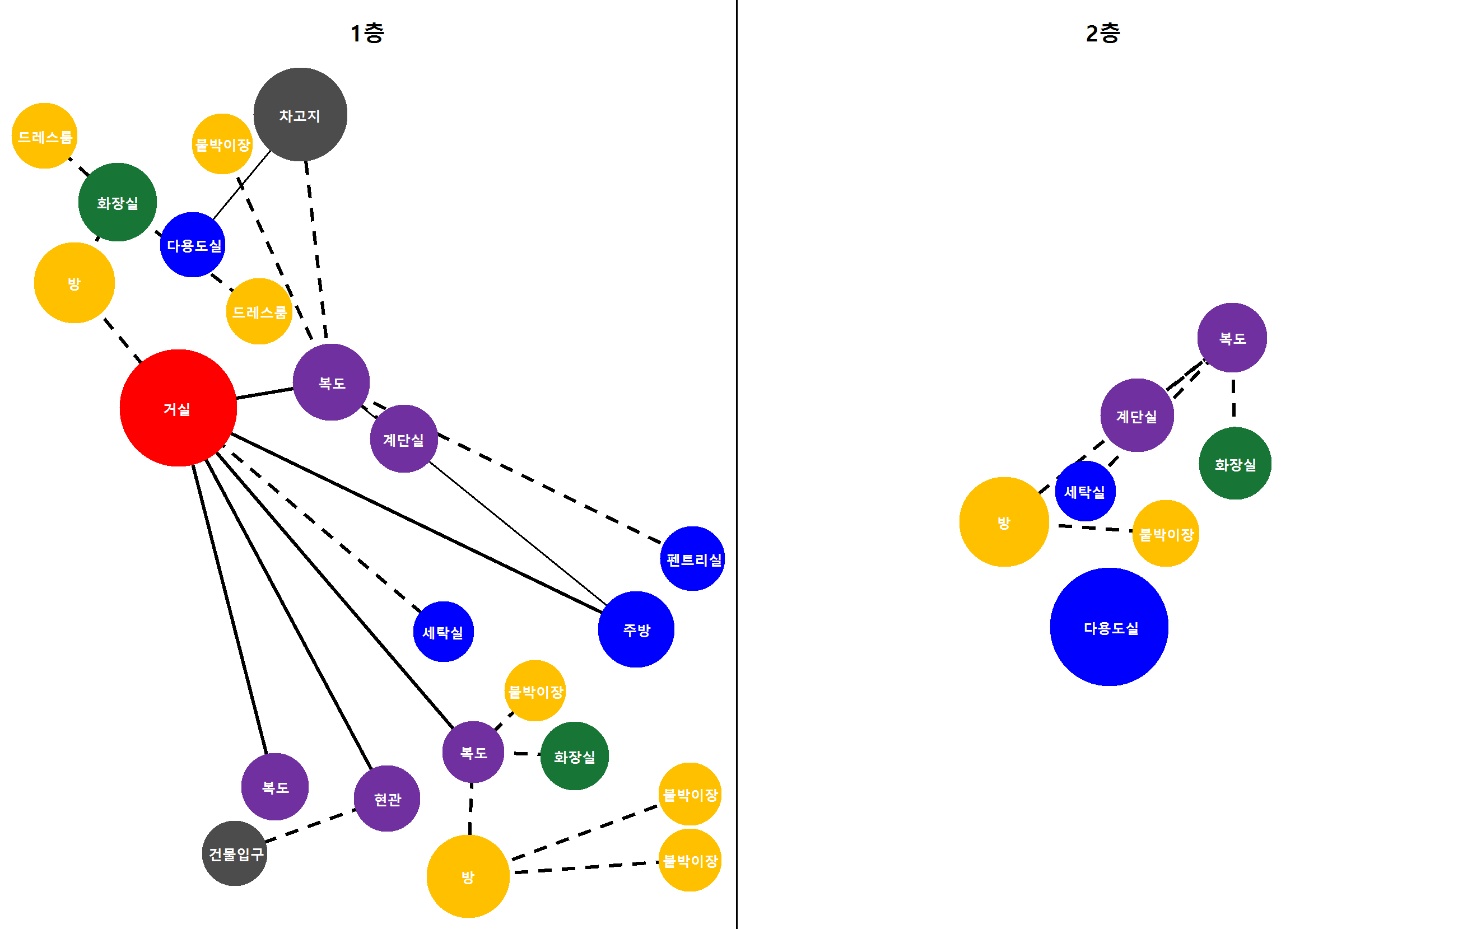 1층
차고지
드레스룸
붙박이장
화장실
다용도실
방
드레스룸
복도
거실
계단실
펜트리실
세탁실
주방
붙박이장
복도
화장실
복도
현관
붙박이장
건물입구
붙박이장
방
2층
복도
계단실
화장실
세탁실
방
붙박이장
다용도실